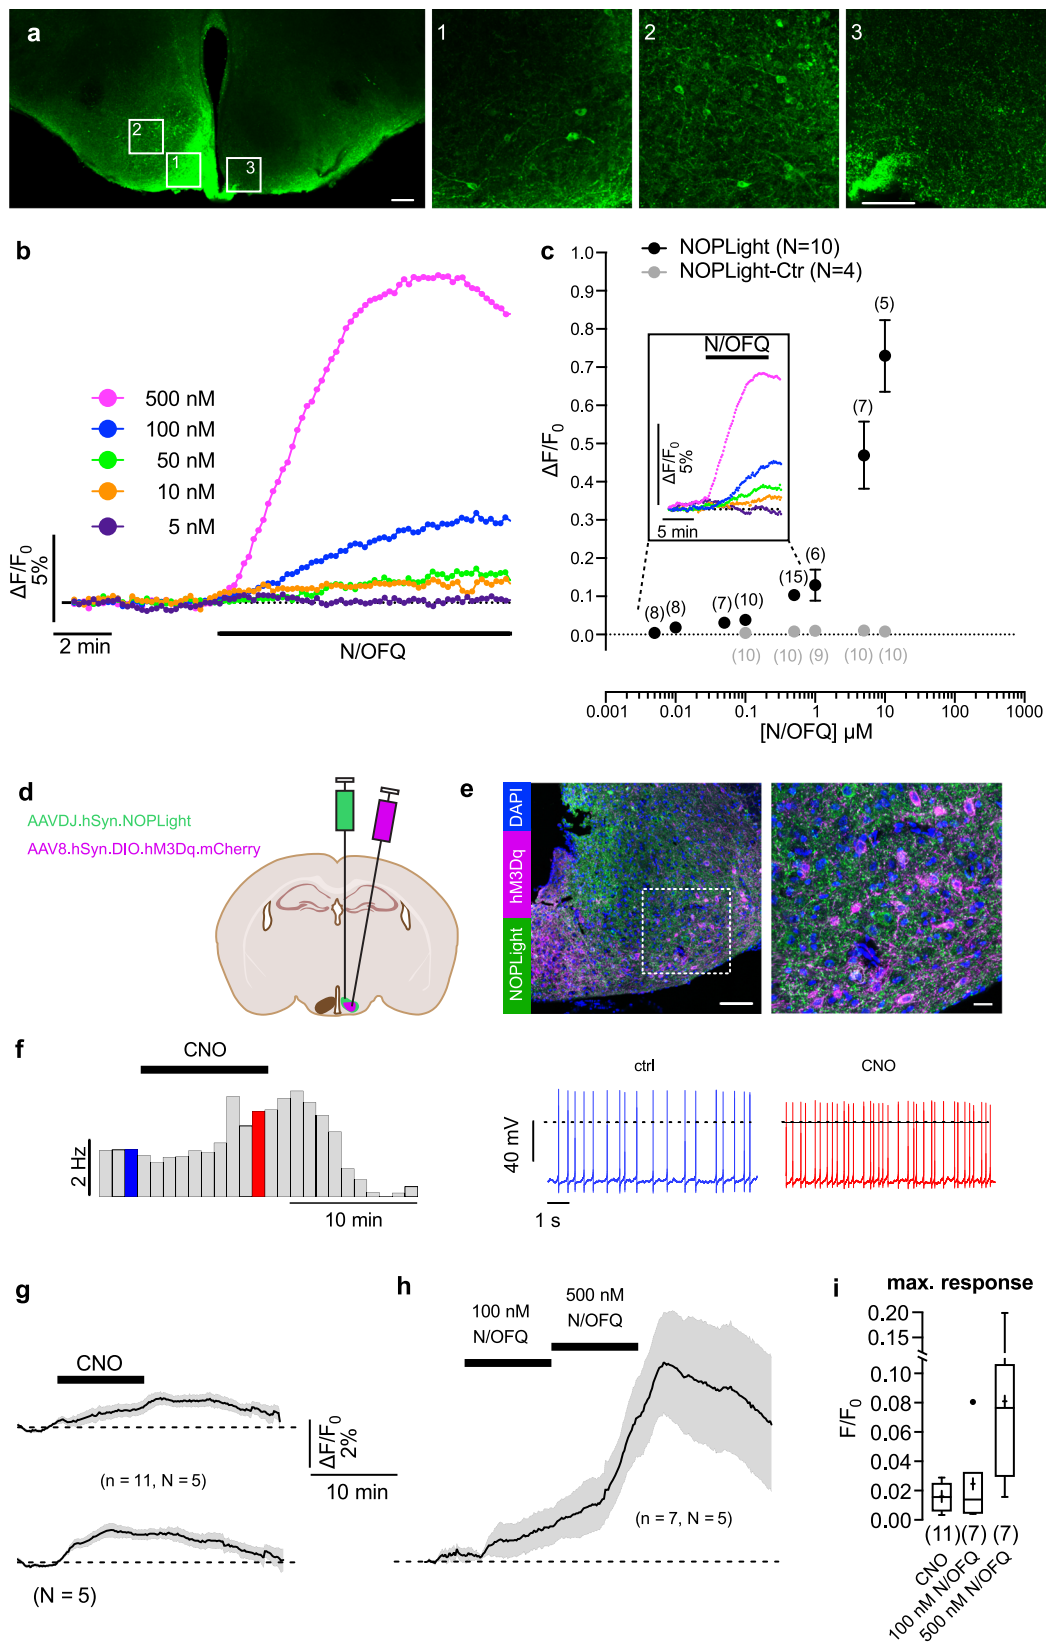 a
1
2
3
1
2
3
b
500 nM
100 nM
50 nM
10 nM
5 nM
ΔF/F0
5%
2 min
N/OFQ
c
NOPLight (N=10)
NOPLight-Ctr (N=4)
1.0
0.9
0.8
0.7
0.6
0.5
0.4
0.3
0.2
0.1
0.0
ΔF/F0
N/OFQ
ΔF/F0
5%
5 min
(5)
(7)
(6)
(15)
(8)
(8)
(7)
(10)
(10)
(10)
(9)
(10)
(10)
0.001
0.01
0.1
1
10
100
1000
[N/OFQ] µM
d
AAVDJ.hSyn.NOPLight
AAV8.hSyn.DIO.hM3Dq.mCherry
e
DAPI
hM3Dq
NOPLight
f
CNO
2 Hz
10 min
ctrl
CNO
40 mV
1 s
g
CNO
(n = 11, N = 5)
ΔF/F0
2%
10 min
(N = 5)
h
100 nM
N/OFQ
500 nM
N/OFQ
(n = 7, N = 5)
i
max. response
0.20
0.15
0.10
0.08
0.06
0.04
0.02
0.00
F/F0
(11)
(7)
(7)
CNO
100 nM N/OFQ
500 nM N/OFQ